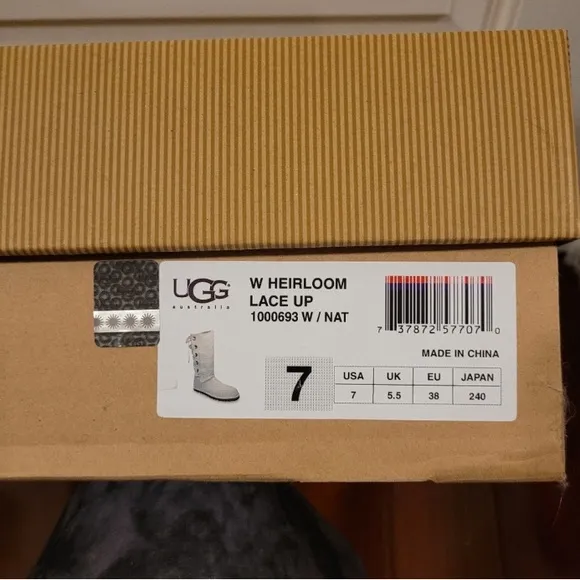 UGG
australia
W HEIRLOOM
LACE UP
1000693 W / NAT
7 37872 57707 0
MADE IN CHINA
7
USA UK EU JAPAN
7 5.5 38 240